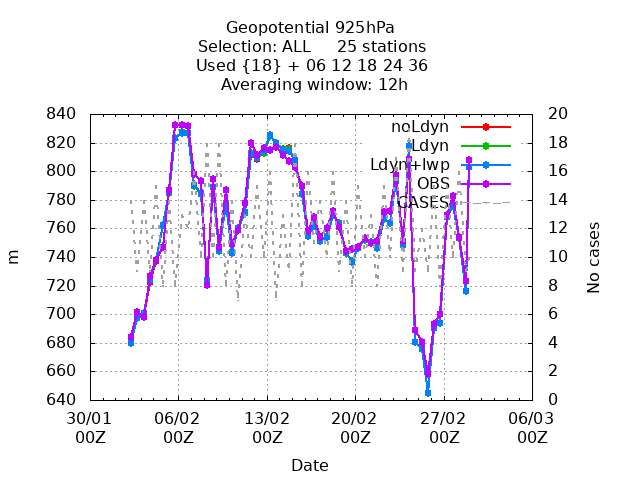 Geopotential 925hPa
Selection: ALL     25 stations
Used {18} + 06 12 18 24 36
Averaging window: 12h
840 20
noLdyn
820 18
Ldyn
800 16
Ldyn+lwp
OBS
780 14
CASES
760 12
740 10
720 8
700 6
680 4
660 2
640 0
m
No cases
30/01 06/02 13/02 20/02 27/02 06/03
00Z 00Z 00Z 00Z 00Z 00Z
Date